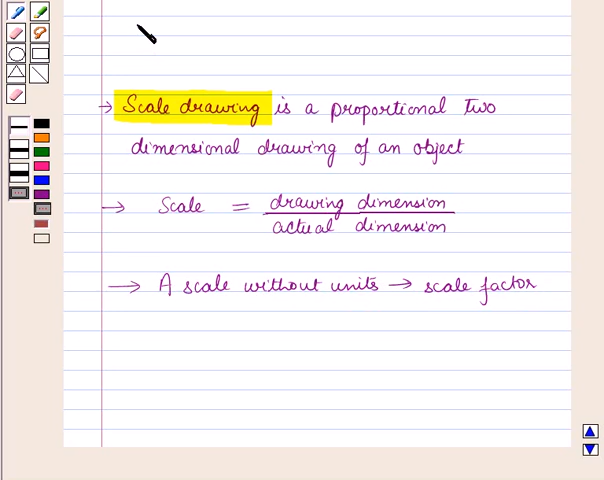 → Scale drawing is a proportional two
dimensional drawing of an object
→ Scale = drawing dimension
actual dimension
→ A scale without units → scale factor